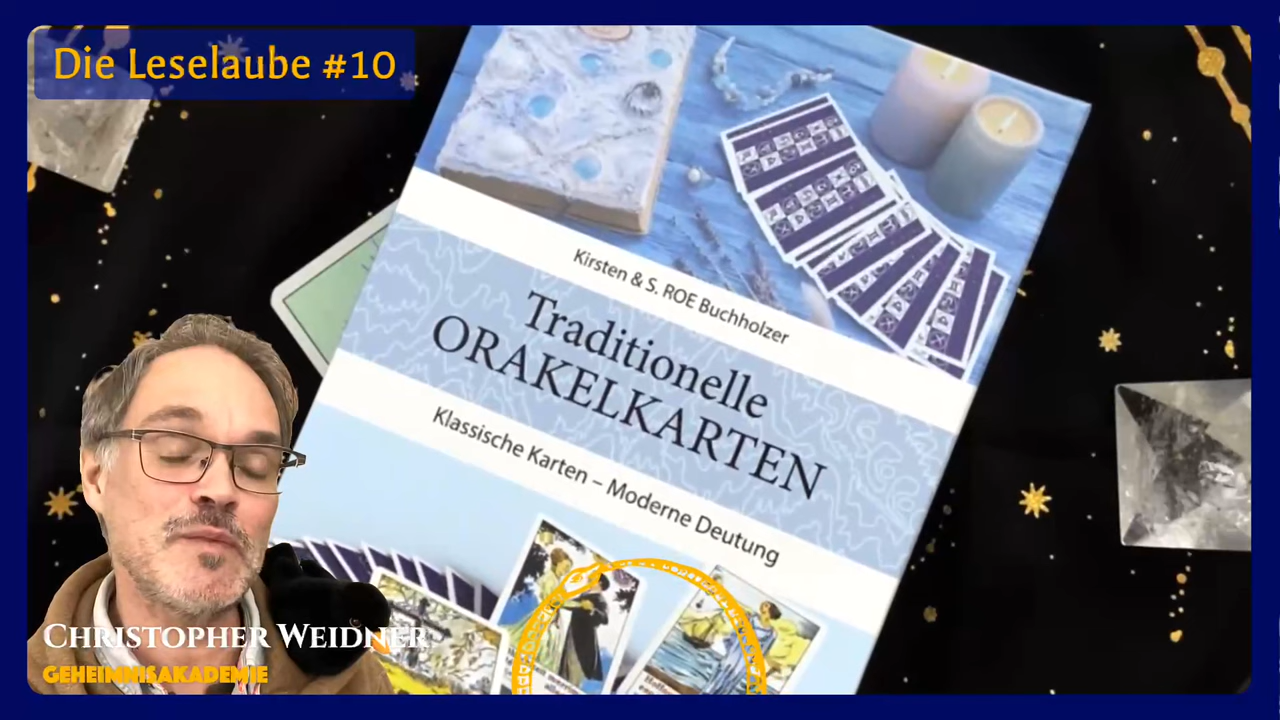 Die Leselaube #10
Kirsten & S. ROE Buchholzer
Traditionelle
ORAKELKARTEN
Klassische Karten – Moderne Deutung
CHRISTOPHER WEIDNER
GEHEIMNISAKADEMIE